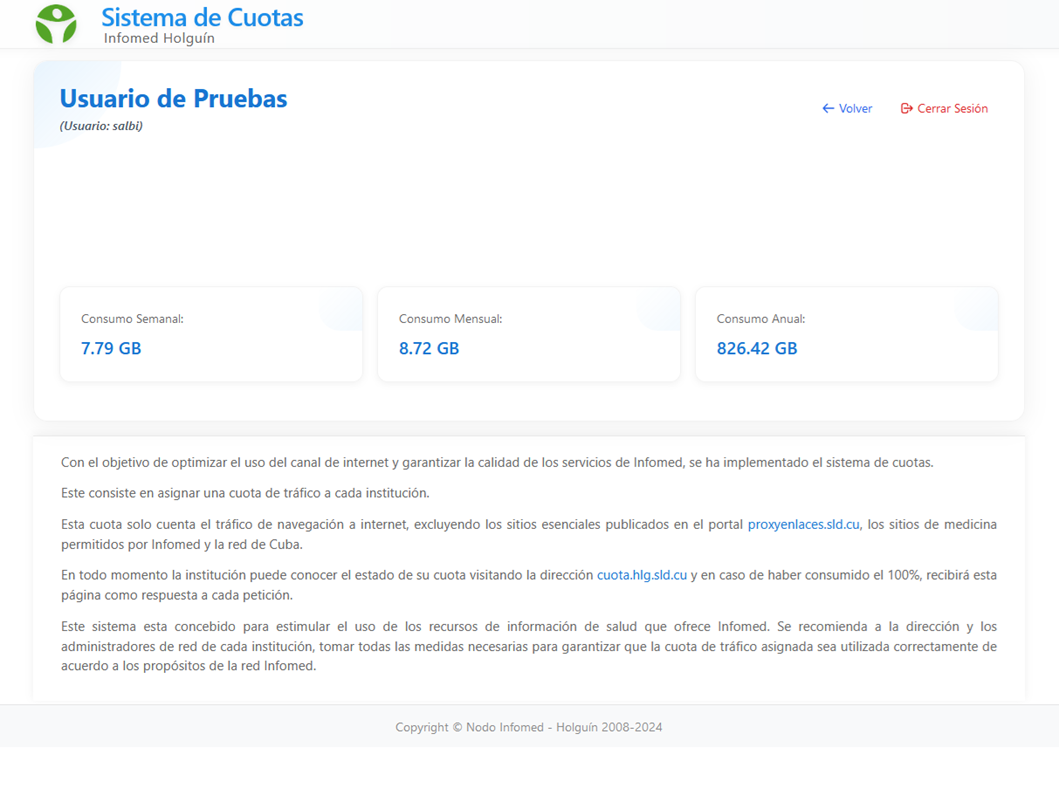 Sistema de Cuotas
Infomed Holguín
Usuario de Pruebas
(Usuario: salbi)
Volver
Cerrar Sesión
Consumo Semanal:
7.79 GB
Consumo Mensual:
8.72 GB
Consumo Anual:
826.42 GB
Con el objetivo de optimizar el uso del canal de internet y garantizar la calidad de los servicios de Infomed, se ha implementado el sistema de cuotas.
Este consiste en asignar una cuota de tráfico a cada institución.
Esta cuota solo cuenta el tráfico de navegación a internet, excluyendo los sitios esenciales publicados en el portal proxyenlaces.sld.cu, los sitios de medicina
permitidos por Infomed y la red de Cuba.
En todo momento la institución puede conocer el estado de su cuota visitando la dirección cuota.hlg.sld.cu y en caso de haber consumido el 100%, recibirá esta
página como respuesta a cada petición.
Este sistema esta concebido para estimular el uso de los recursos de información de salud que ofrece Infomed. Se recomienda a la dirección y los
administradores de red de cada institución, tomar todas las medidas necesarias para garantizar que la cuota de tráfico asignada sea utilizada correctamente de
acuerdo a los propósitos de la red Infomed.
Copyright © Nodo Infomed - Holguín 2008-2024